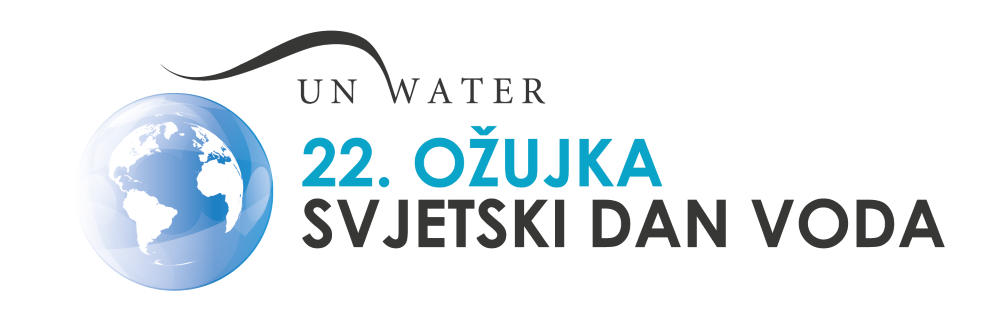 UN WATER
22. OŽUJKA
SVJETSKI DAN VODA